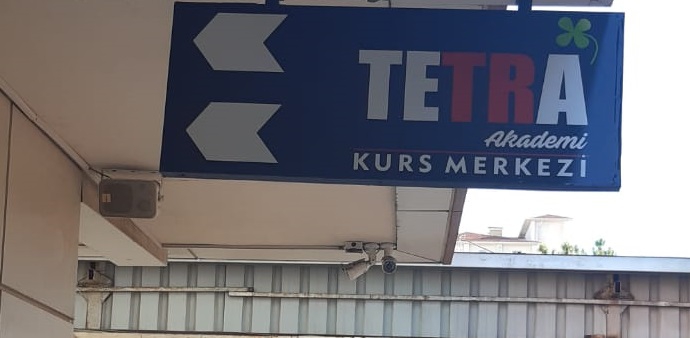 TETRA
Akademi
KURS MERKEZİ